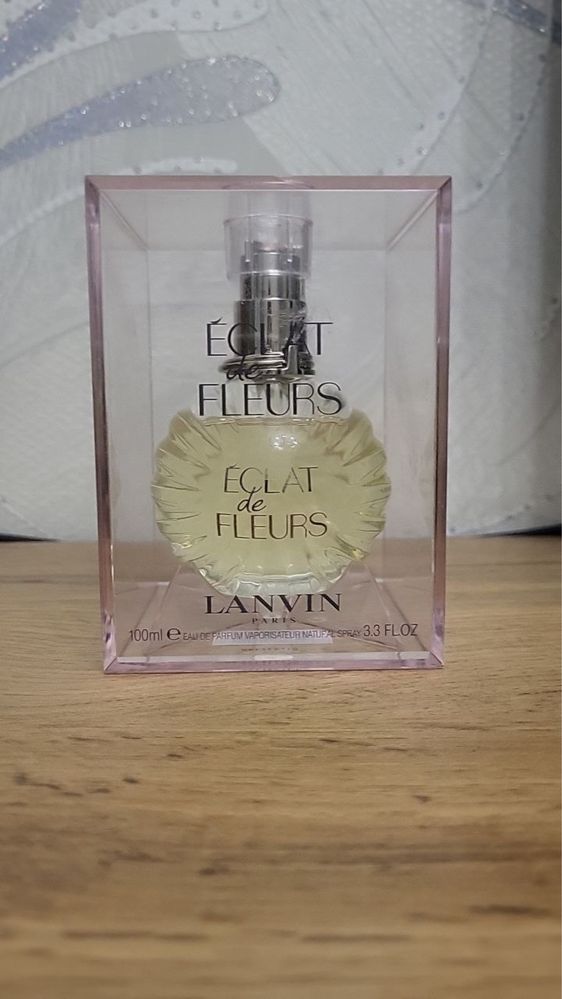 ÉCLAT
de
FLEURS
ÉCLAT
de
FLEURS
LANVIN
PARIS
100ml e EAU DE PARFUM VAPORISATEUR NATURAL SPRAY 3.3 FL.OZ